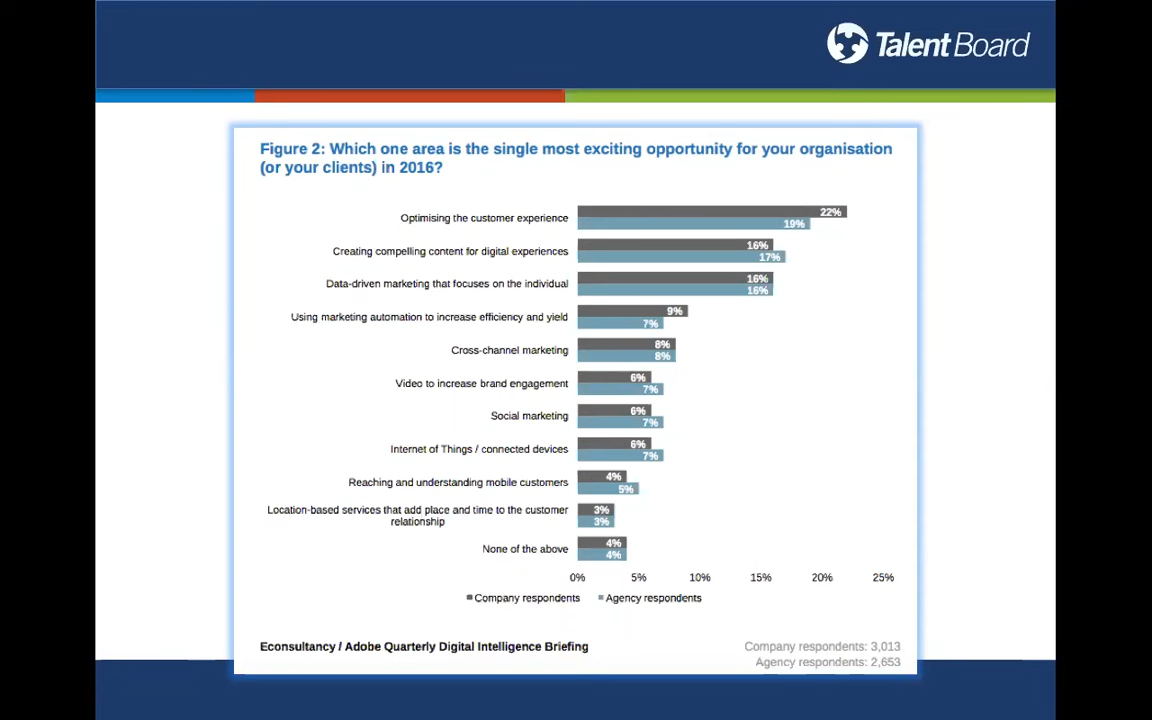 Talent Board
Figure 2: Which one area is the single most exciting opportunity for your organisation
(or your clients) in 2016?
Optimising the customer experience
22%
19%
Creating compelling content for digital experiences
16%
17%
Data-driven marketing that focuses on the individual
16%
16%
Using marketing automation to increase efficiency and yield
9%
7%
Cross-channel marketing
8%
8%
Video to increase brand engagement
6%
7%
Social marketing
6%
7%
Internet of Things / connected devices
6%
7%
Reaching and understanding mobile customers
4%
5%
Location-based services that add place and time to the customer
relationship
3%
3%
None of the above
4%
4%
0% 5% 10% 15% 20% 25%
Company respondents Agency respondents
Econsultancy / Adobe Quarterly Digital Intelligence Briefing
Company respondents: 3,013
Agency respondents: 2,653